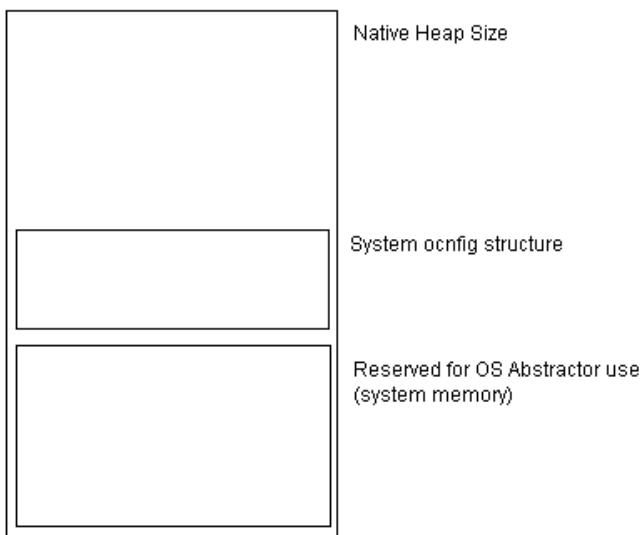 Native Heap Size
System ocnfig structure
Reserved for OS Abstractor use
(system memory)